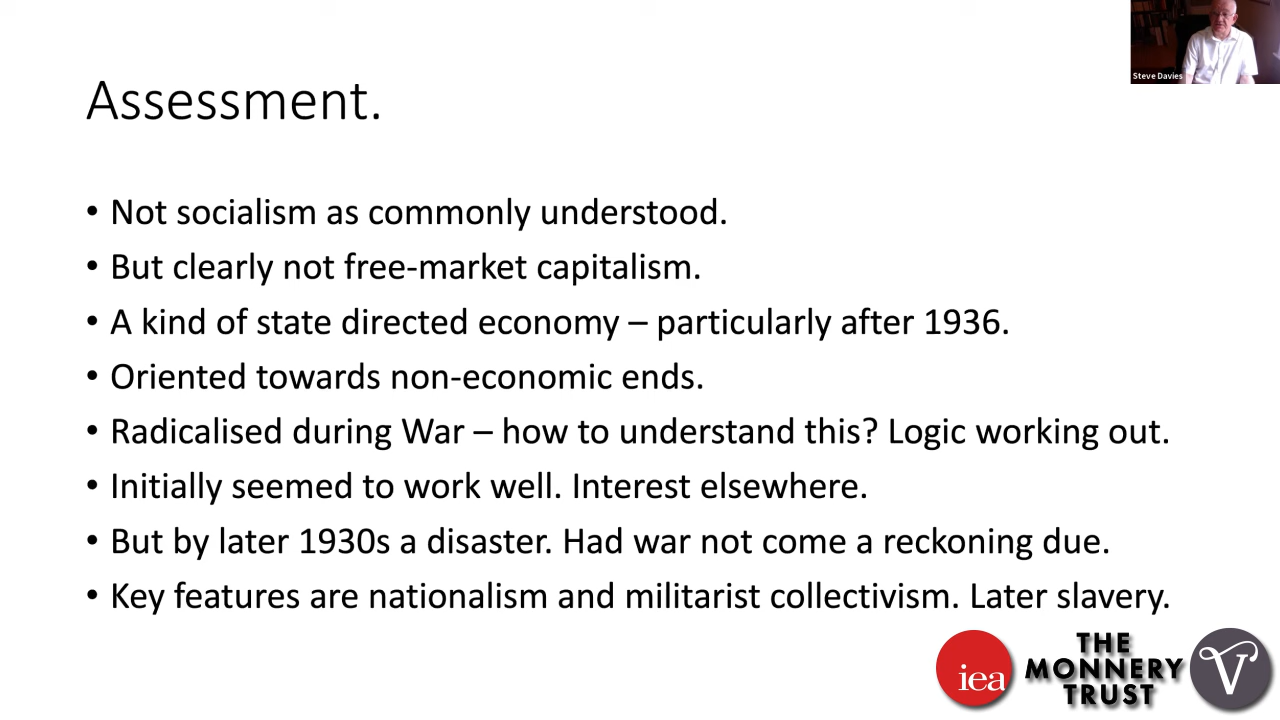 Steve Davies
Assessment.
• Not socialism as commonly understood.
• But clearly not free-market capitalism.
• A kind of state directed economy – particularly after 1936.
• Oriented towards non-economic ends.
• Radicalised during War – how to understand this? Logic working out.
• Initially seemed to work well. Interest elsewhere.
• But by later 1930s a disaster. Had war not come a reckoning due.
• Key features are nationalism and militarist collectivism. Later slavery.
iea
THE
MONNERY
TRUST
V